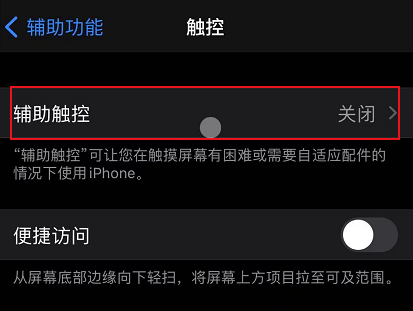 辅助功能
触控
辅助触控
关闭
“辅助触控”可让您在触摸屏幕有困难或需要自适应配件的
情况下使用iPhone。
便捷访问
从屏幕底部边缘向下轻扫，将屏幕上方项目拉至可及范围。